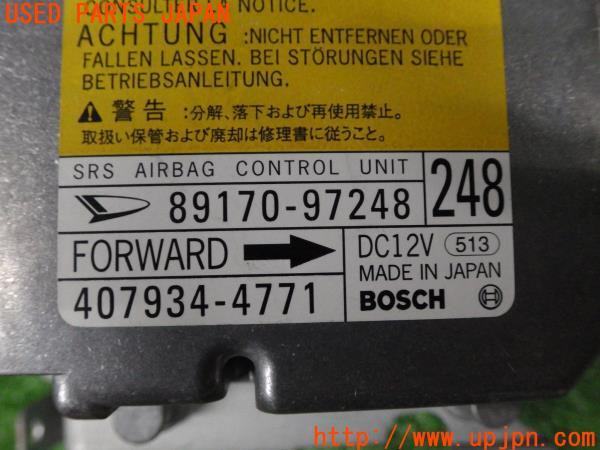 USED PARTS JAPAN
NOTICE.
ACHTUNG :NICHT ENTFERNEN ODER
FALLEN LASSEN. BEI STÖRUNGEN SIEHE
BETRIEBSANLEITUNG.
警告 :分解、落下および再使用禁止。
取扱い保管および廃却は修理書に従うこと。
SRS AIRBAG CONTROL UNIT
89170-97248
248
FORWARD
DC12V 513
MADE IN JAPAN
407934-4771
BOSCH
http://www.upjpn.com/